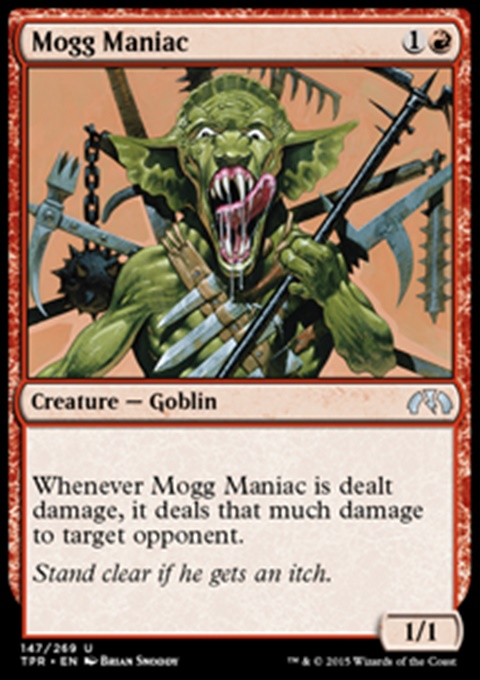 Mogg Maniac 1
Creature — Goblin
Whenever Mogg Maniac is dealt
damage, it deals that much damage
to target opponent.
Stand clear if he gets an itch.
1/1
147/269 U
TPR • EN Brian Snoddy
™ & © 2015 Wizards of the Coast